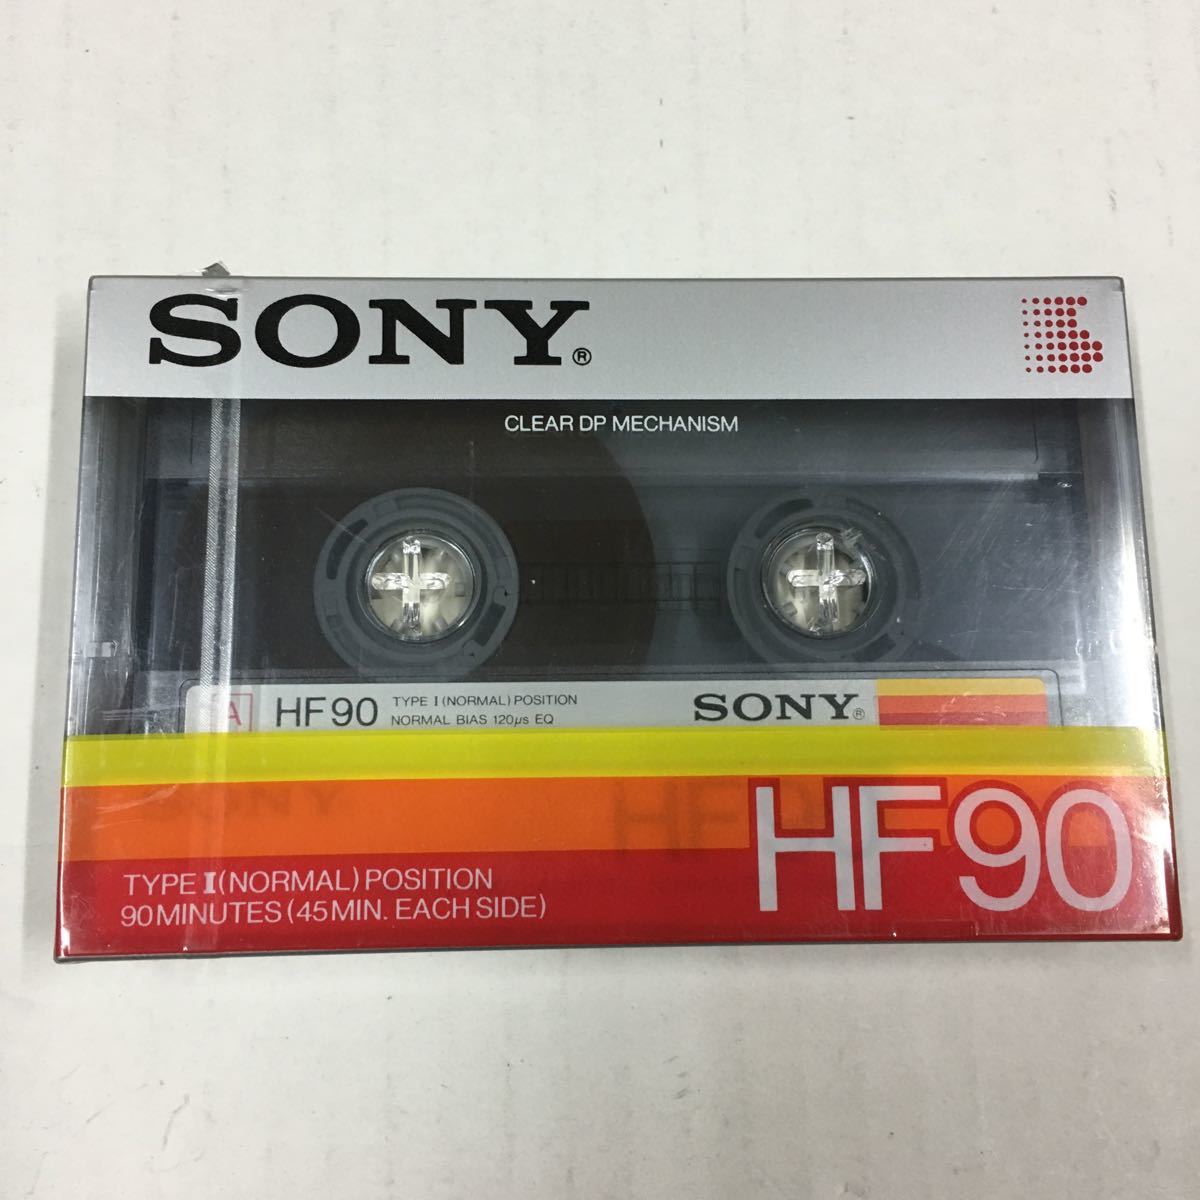 SONY®
CLEAR DP MECHANISM
A HF90 TYPE I (NORMAL) POSITION
NORMAL BIAS 120µs EQ
SONY®
HF90
TYPE I (NORMAL) POSITION
90 MINUTES (45 MIN. EACH SIDE)